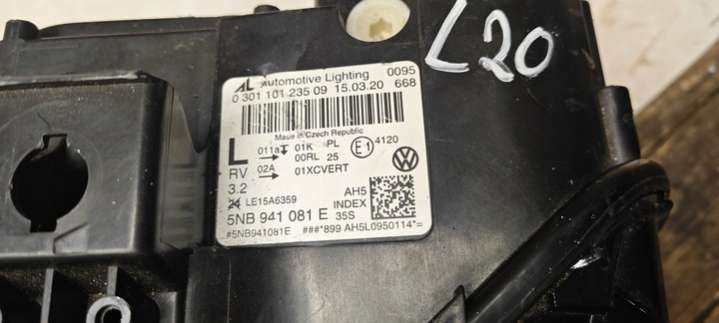 L20
AL Automotive Lighting 0095
0 301 101 235 09 15.03.20 668
Made in Czech Republic
L 011a 01K PL E1 4120
00RL 25
RV 02A 01XCVERT
3.2
24 LE15A6359 AH5
INDEX
5NB 941 081 E 35S
#5NB941081E ###*899 AH5L0950114*=